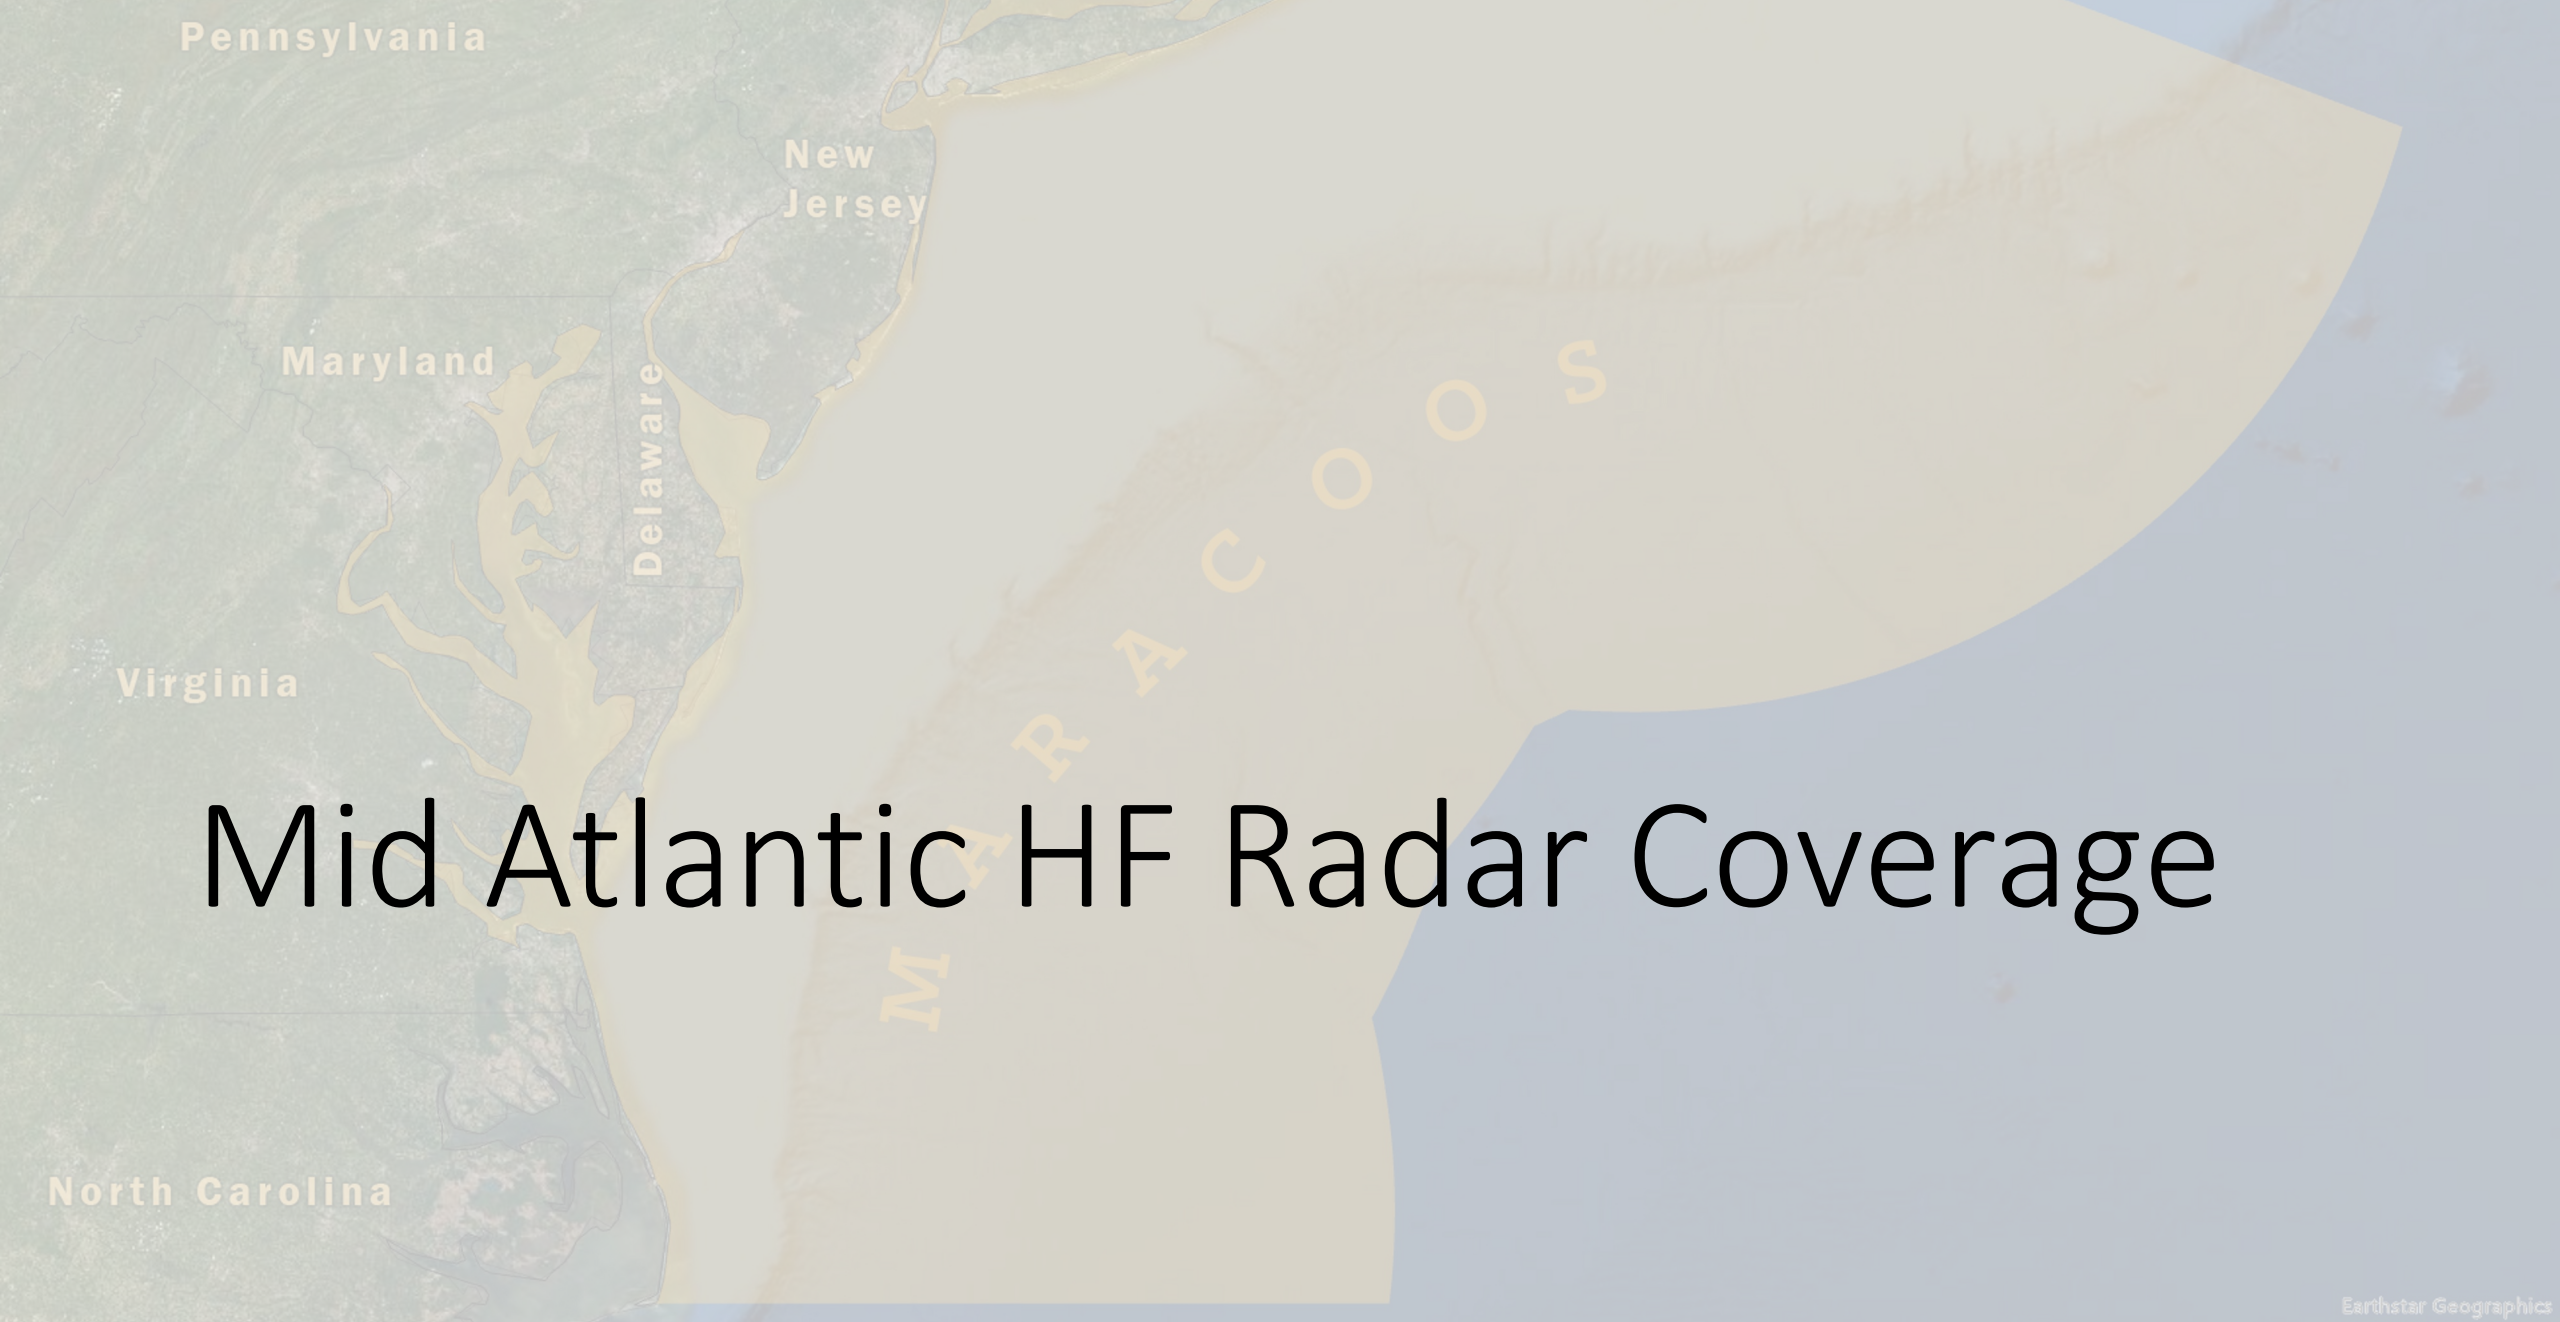 Pennsylvania
New
Jersey
Maryland
Delaware
MARACOOS
Virginia
Mid Atlantic HF Radar Coverage
North Carolina
Earthstar Geographics